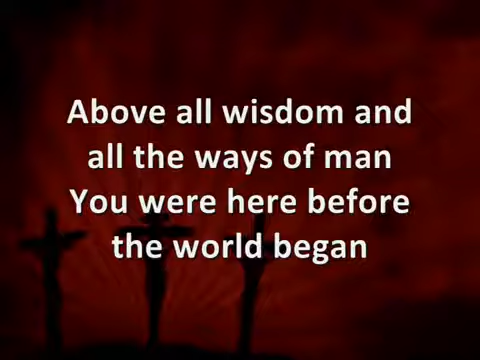 Above all wisdom and
all the ways of man
You were here before
the world began